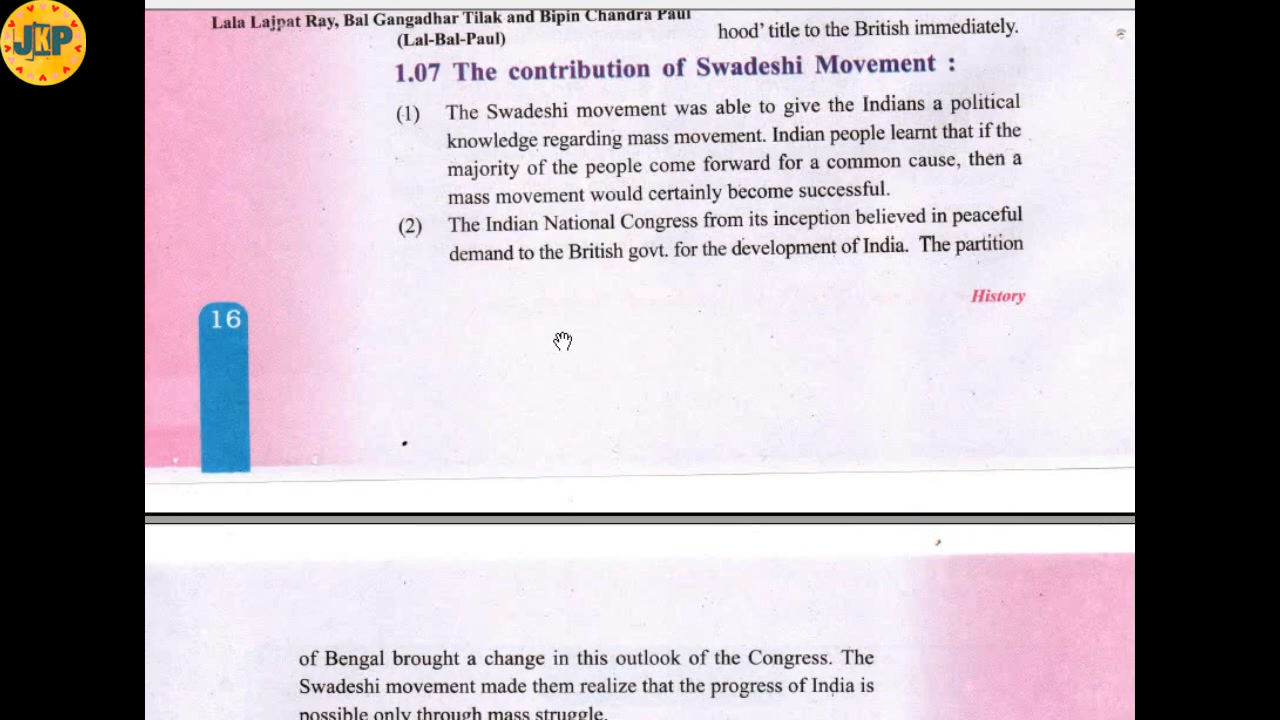 JKP
Lala Lajpat Ray, Bal Gangadhar Tilak and Bipin Chandra Paul
(Lal-Bal-Paul)
hood' title to the British immediately.
1.07 The contribution of Swadeshi Movement :
(1) The Swadeshi movement was able to give the Indians a political
knowledge regarding mass movement. Indian people learnt that if the
majority of the people come forward for a common cause, then a
mass movement would certainly become successful.
(2) The Indian National Congress from its inception believed in peaceful
demand to the British govt. for the development of India. The partition
History
16
of Bengal brought a change in this outlook of the Congress. The
Swadeshi movement made them realize that the progress of India is
possible only through mass struggle.